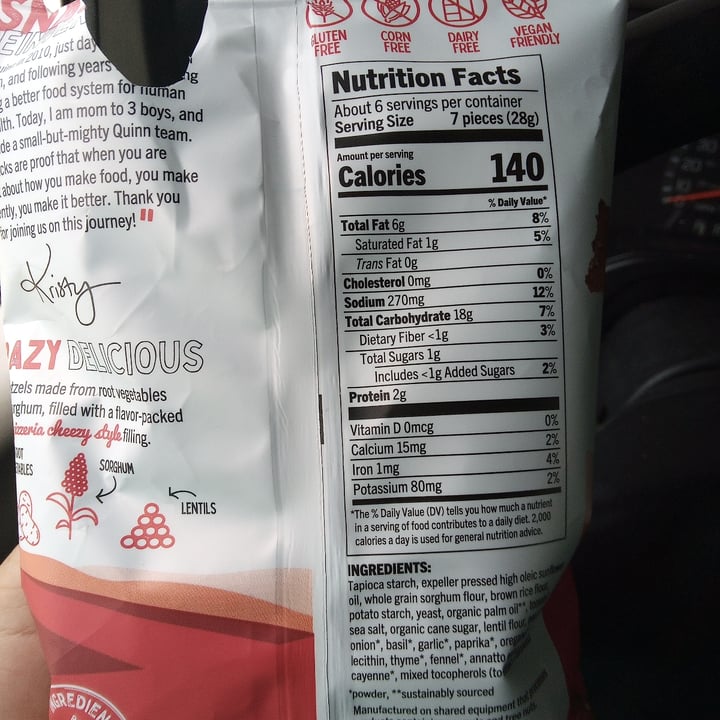 SNA
2010, just day
and following years
a better food system for human
lth. Today, I am mom to 3 boys, and
de a small-but-mighty Quinn team.
cks are proof that when you are
about how you make food, you make
ently, you make it better. Thank you
for joining us on this journey! "
Kristy
AZY DELICIOUS
tzels made from root vegetables
rghum, filled with a flavor-packed
izzeria cheezy style filling.
SORGHUM
LENTILS
GLUTEN FREE
CORN FREE
DAIRY FREE
VEGAN FRIENDLY
Nutrition Facts
About 6 servings per container
Serving Size 7 pieces (28g)
Amount per serving
Calories 140
% Daily Value*
Total Fat 6g 8%
Saturated Fat 1g 5%
Trans Fat 0g
Cholesterol 0mg 0%
Sodium 270mg 12%
Total Carbohydrate 18g 7%
Dietary Fiber <1g 3%
Total Sugars 1g
Includes <1g Added Sugars 2%
Protein 2g
Vitamin D 0mcg 0%
Calcium 15mg 2%
Iron 1mg 4%
Potassium 80mg 2%
*The % Daily Value (DV) tells you how much a nutrient
in a serving of food contributes to a daily diet. 2,000
calories a day is used for general nutrition advice.
INGREDIENTS:
Tapioca starch, expeller pressed high oleic sunflower
oil, whole grain sorghum flour, brown rice flour,
potato starch, yeast, organic palm oil**,
sea salt, organic cane sugar, lentil flour,
onion*, basil*, garlic*, paprika*,
lecithin, thyme*, fennel*, annatto
cayenne*, mixed tocopherols
*powder, **sustainably sourced
Manufactured on shared equipment that
tree nuts.